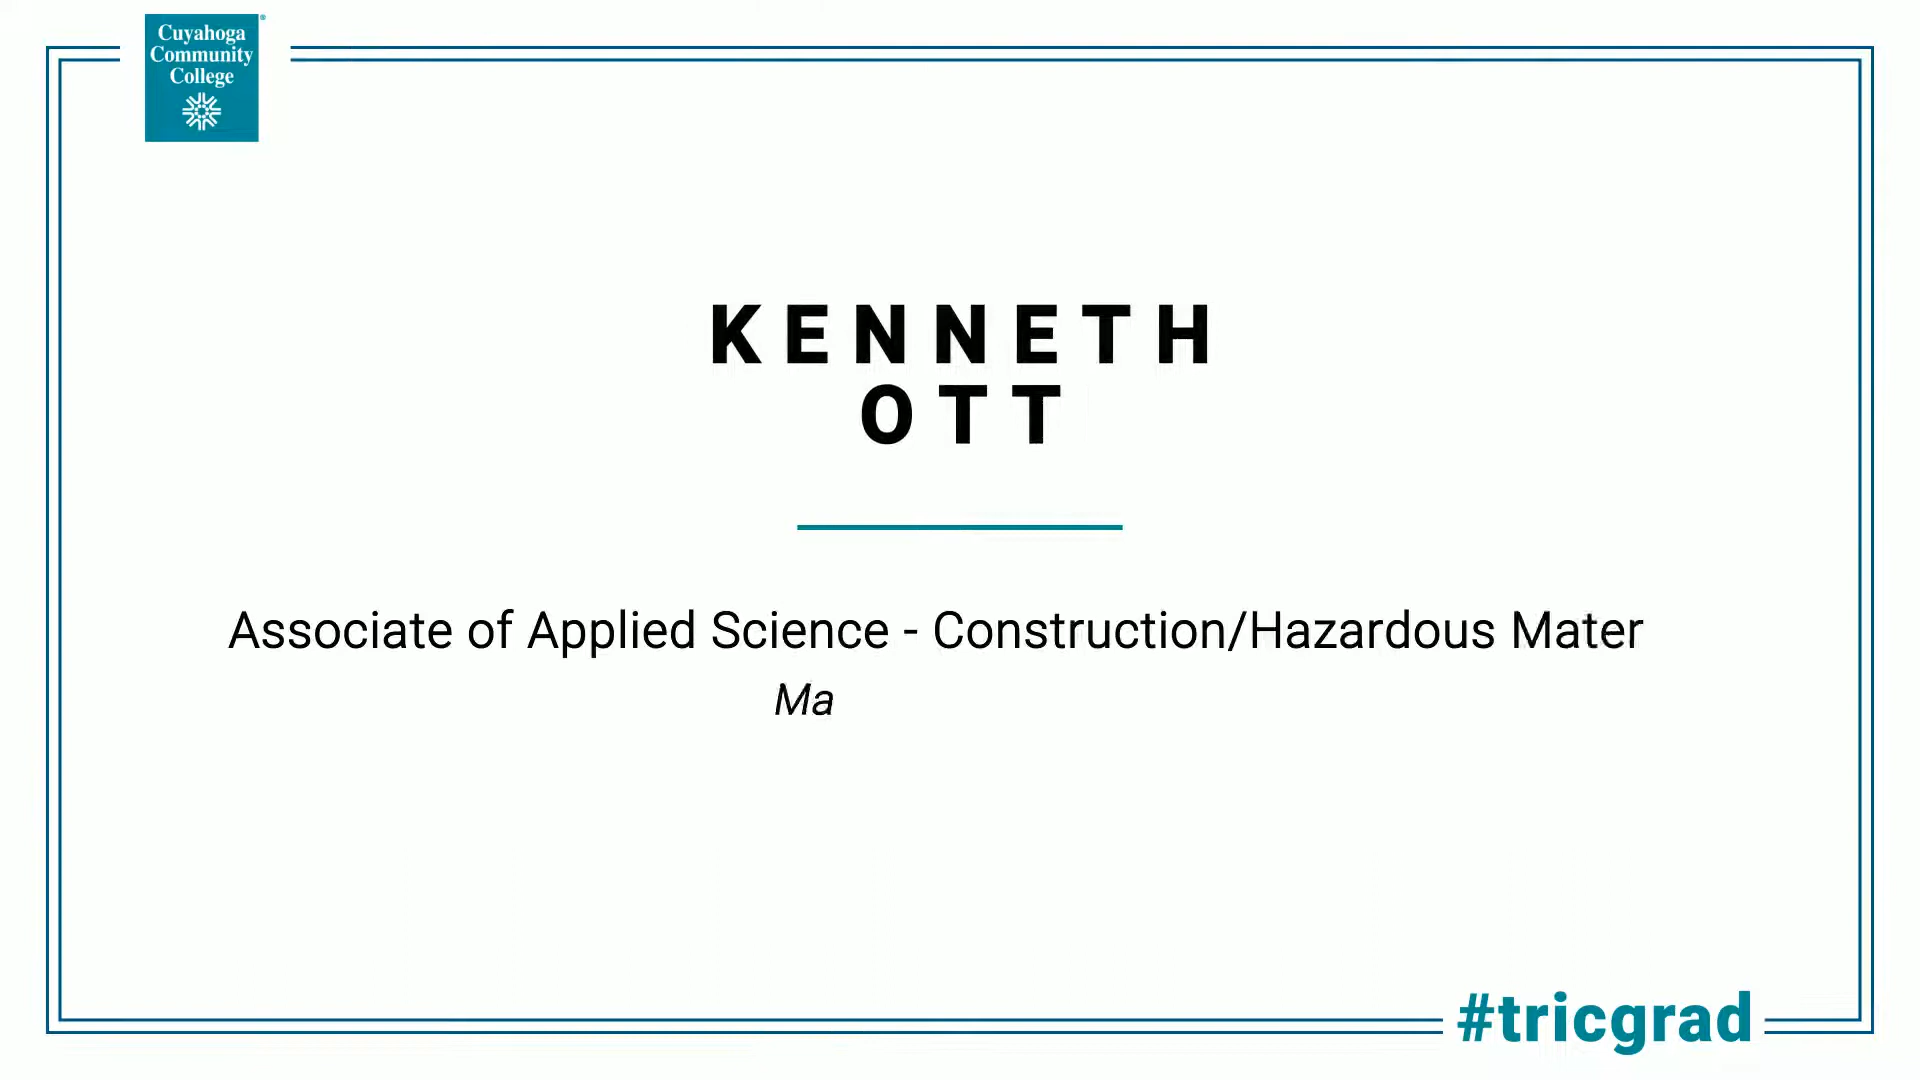 Cuyahoga
Community
College
KENNETH
OTT
Associate of Applied Science - Construction/Hazardous Mater
Ma
#tricgrad